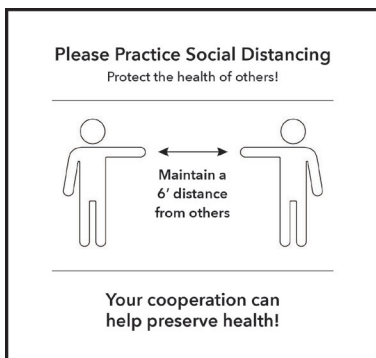 Please Practice Social Distancing
Protect the health of others!
Maintain a
6' distance
from others
Your cooperation can
help preserve health!